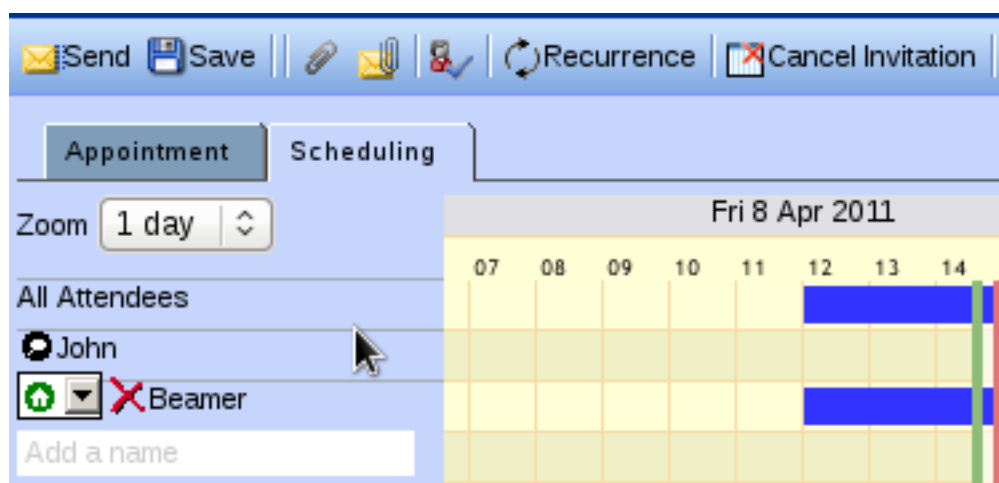 Send Save Recurrence Cancel Invitation
Appointment Scheduling
Zoom 1 day Fri 8 Apr 2011
07 08 09 10 11 12 13 14
All Attendees
John
Beamer
Add a name